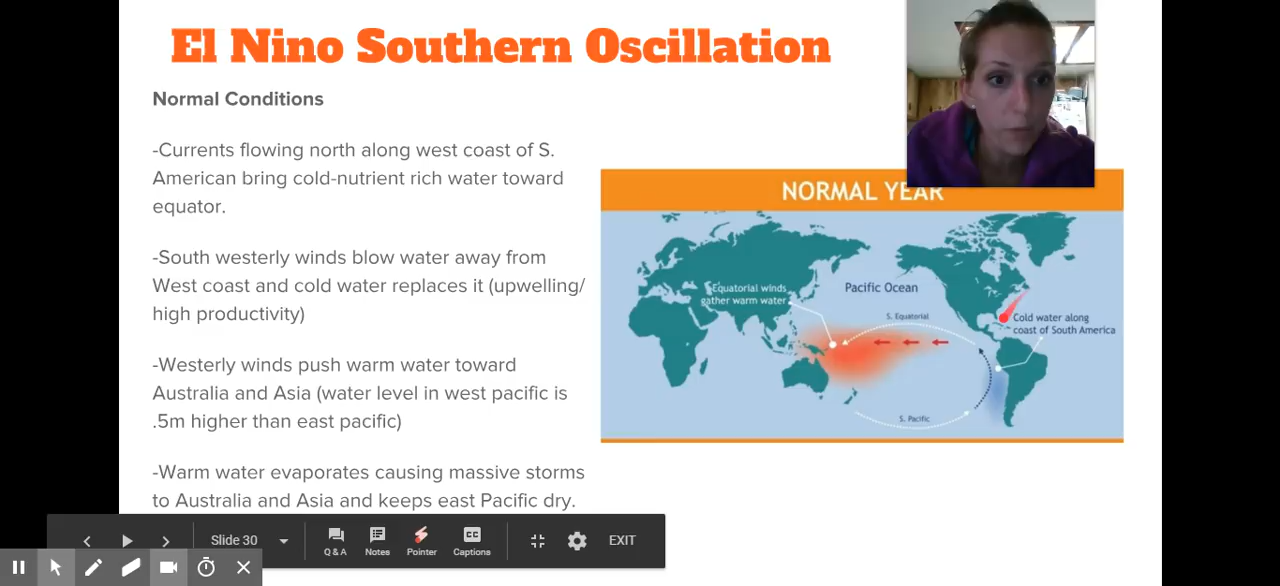 El Nino Southern Oscillation
Normal Conditions
-Currents flowing north along west coast of S.
American bring cold-nutrient rich water toward
equator.
-South westerly winds blow water away from
West coast and cold water replaces it (upwelling/
high productivity)
-Westerly winds push warm water toward
Australia and Asia (water level in west pacific is
.5m higher than east pacific)
-Warm water evaporates causing massive storms
to Australia and Asia and keeps east Pacific dry.
NORMAL YEAR
Equatorial winds
gather warm water
Pacific Ocean
S. Equatorial
Cold water along
coast of South America
S. Pacific
Slide 30
Q & A
Notes
Pointer
CC
Captions
EXIT